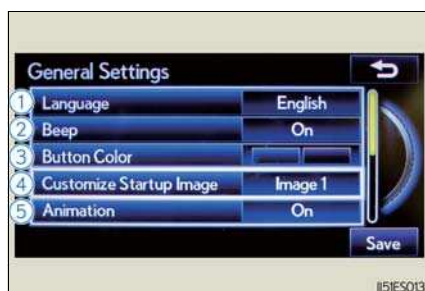 General Settings
1 Language English
2 Beep On
3 Button Color
4 Customize Startup Image Image 1
5 Animation On
Save
II51ES013